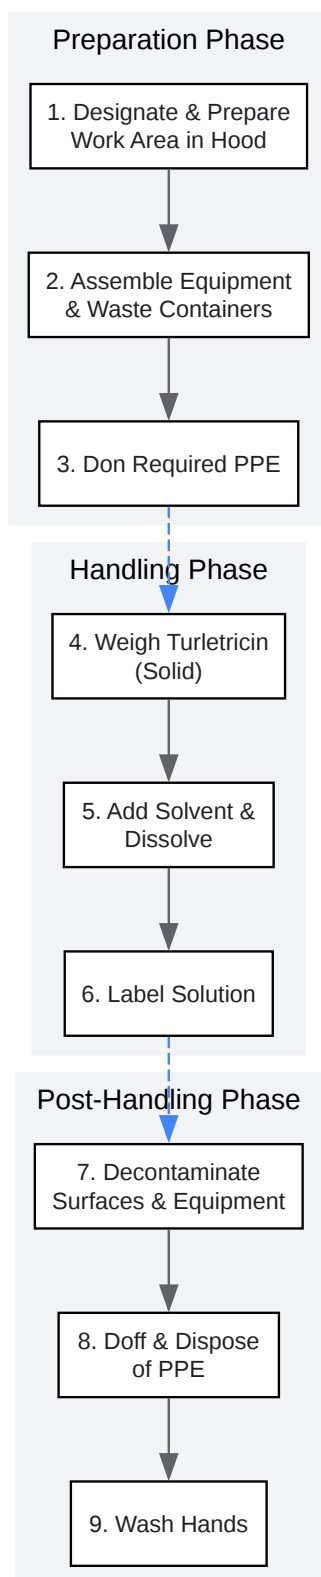 Preparation Phase
1. Designate & Prepare
Work Area in Hood
2. Assemble Equipment
& Waste Containers
3. Don Required PPE
Handling Phase
4. Weigh Turletricin
(Solid)
5. Add Solvent &
Dissolve
6. Label Solution
Post-Handling Phase
7. Decontaminate
Surfaces & Equipment
8. Doff & Dispose
of PPE
9. Wash Hands